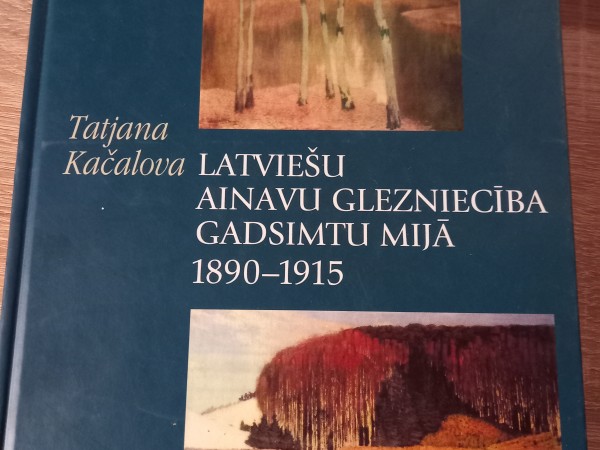 Tatjana
Kačalova
LATVIEŠU
AINAVU GLEZNIECĪBA
GADSIMTU MIJĀ
1890–1915